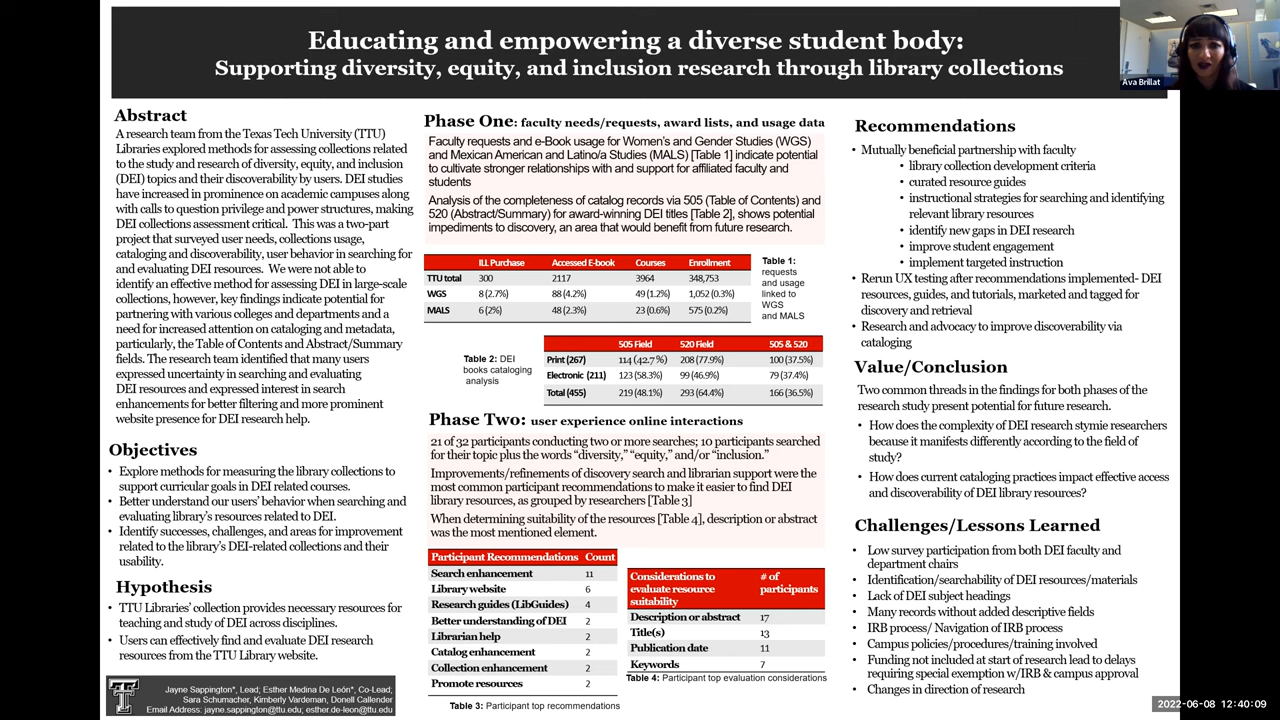 Educating and empowering a diverse student body:
Supporting diversity, equity, and inclusion research through library collections
Ava Brillat
Abstract
A research team from the Texas Tech University (TTU)
Libraries explored methods for assessing collections related
to the study and research of diversity, equity, and inclusion
(DEI) topics and their discoverability by users. DEI studies
have increased in prominence on academic campuses along
with calls to question privilege and power structures, making
DEI collections assessment critical. This was a two-part
project that surveyed user needs, collections usage,
cataloging and discoverability, user behavior in searching for
and evaluating DEI resources. We were not able to
identify an effective method for assessing DEI in large-scale
collections, however, key findings indicate potential for
partnering with various colleges and departments and a
need for increased attention on cataloging and metadata,
particularly, the Table of Contents and Abstract/Summary
fields. The research team identified that many users
expressed uncertainty in searching and evaluating
DEI resources and expressed interest in search
enhancements for better filtering and more prominent
website presence for DEI research help.
Objectives
• Explore methods for measuring the library collections to
support curricular goals in DEI related courses.
• Better understand our users' behavior when searching and
evaluating library's resources related to DEI.
• Identify successes, challenges, and areas for improvement
related to the library's DEI-related collections and their
usability.
Hypothesis
• TTU Libraries' collection provides necessary resources for
teaching and study of DEI across disciplines.
• Users can effectively find and evaluate DEI research
resources from the TTU Library website.
Jayne Sappington*, Lead; Esther Medina De León*, Co-Lead;
Sara Schumacher, Kimberly Vardeman, Donell Callender
Email Address: jayne.sappington@ttu.edu; esther.de-leon@ttu.edu
Phase One: faculty needs/requests, award lists, and usage data
Faculty requests and e-Book usage for Women's and Gender Studies (WGS)
and Mexican American and Latino/a Studies (MALS) [Table 1] indicate potential
to cultivate stronger relationships with and support for affiliated faculty and
students
Analysis of the completeness of catalog records via 505 (Table of Contents) and
520 (Abstract/Summary) for award-winning DEI titles [Table 2], shows potential
impediments to discovery, an area that would benefit from future research.
ILL Purchase Accessed E-book Courses Enrollment
TTU total 300 2117 3964 348,753
WGS 8 (2.7%) 88 (4.2%) 49 (1.2%) 1,052 (0.3%)
MALS 6 (2%) 48 (2.3%) 23 (0.6%) 575 (0.2%)
Table 1:
requests
and usage
linked to
WGS
and MALS
Table 2: DEI
books cataloging
analysis
505 Field 520 Field 505 & 520
Print (267) 114 (42.7%) 208 (77.9%) 100 (37.5%)
Electronic (211) 123 (58.3%) 99 (46.9%) 79 (37.4%)
Total (455) 219 (48.1%) 293 (64.4%) 166 (36.5%)
Phase Two: user experience online interactions
21 of 32 participants conducting two or more searches; 10 participants searched
for their topic plus the words "diversity," "equity," and/or "inclusion."
Improvements/refinements of discovery search and librarian support were the
most common participant recommendations to make it easier to find DEI
library resources, as grouped by researchers [Table 3]
When determining suitability of the resources [Table 4], description or abstract
was the most mentioned element.
Participant Recommendations Count
Search enhancement 11
Library website 6
Research guides (LibGuides) 4
Better understanding of DEI 2
Librarian help 2
Catalog enhancement 2
Collection enhancement 2
Promote resources 2
Table 3: Participant top recommendations
Considerations to
evaluate resource
suitability
# of
participants
Description or abstract 17
Title(s) 13
Publication date 11
Keywords 7
Table 4: Participant top evaluation considerations
Recommendations
• Mutually beneficial partnership with faculty
• library collection development criteria
• curated resource guides
• instructional strategies for searching and identifying
relevant library resources
• identify new gaps in DEI research
• improve student engagement
• implement targeted instruction
• Rerun UX testing after recommendations implemented- DEI
resources, guides, and tutorials, marketed and tagged for
discovery and retrieval
• Research and advocacy to improve discoverability via
cataloging
Value/Conclusion
Two common threads in the findings for both phases of the
research study present potential for future research.
• How does the complexity of DEI research stymie researchers
because it manifests differently according to the field of
study?
• How does current cataloging practices impact effective access
and discoverability of DEI library resources?
Challenges/Lessons Learned
• Low survey participation from both DEI faculty and
department chairs
• Identification/searchability of DEI resources/materials
• Lack of DEI subject headings
• Many records without added descriptive fields
• IRB process/ Navigation of IRB process
• Campus policies/procedures/training involved
• Funding not included at start of research lead to delays
requiring special exemption w/IRB & campus approval
• Changes in direction of research
2022-06-08 12:40:09